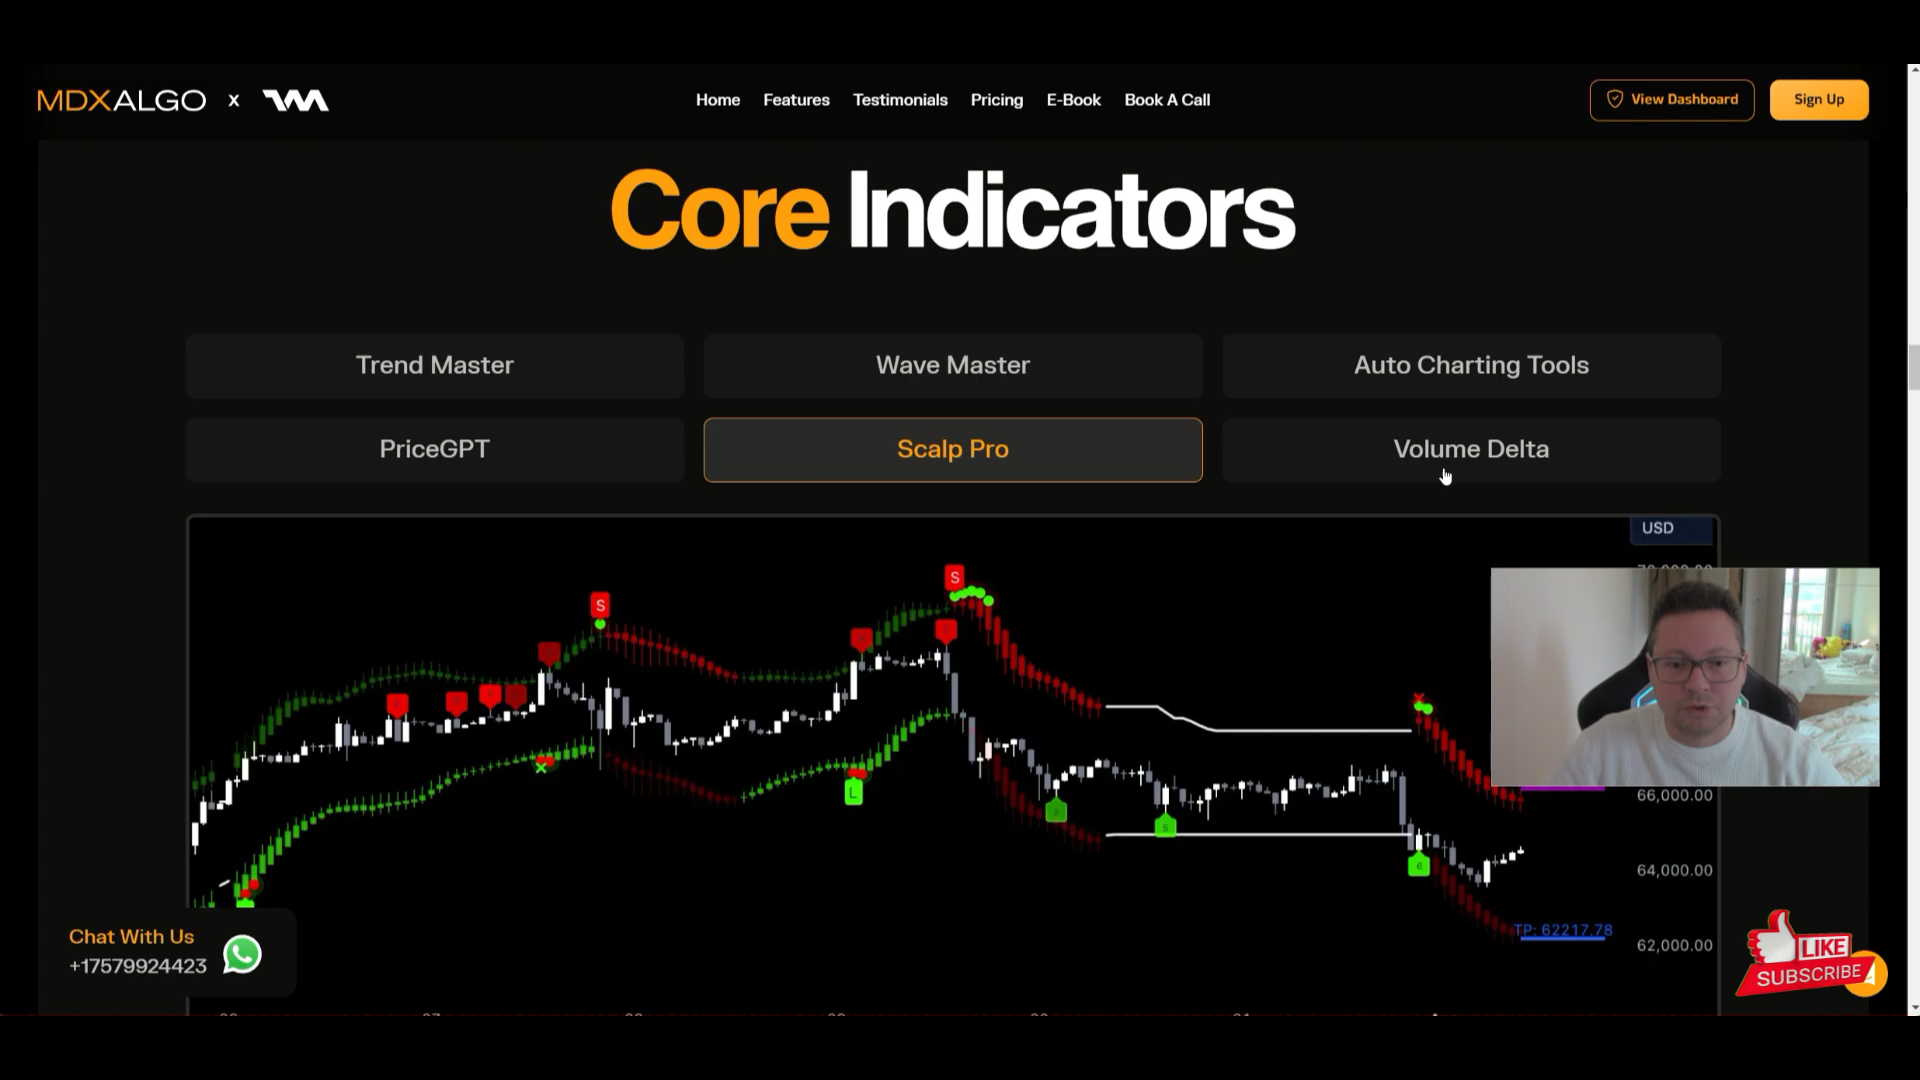 MDXALGO x WA
Home Features Testimonials Pricing E-Book Book A Call
View Dashboard
Sign Up
Core Indicators
Trend Master
Wave Master
Auto Charting Tools
PriceGPT
Scalp Pro
Volume Delta
USD
S
S
L
66,000.00
64,000.00
TP: 62217.78
62,000.00
Chat With Us
+17579924423
LIKE
SUBSCRIBE